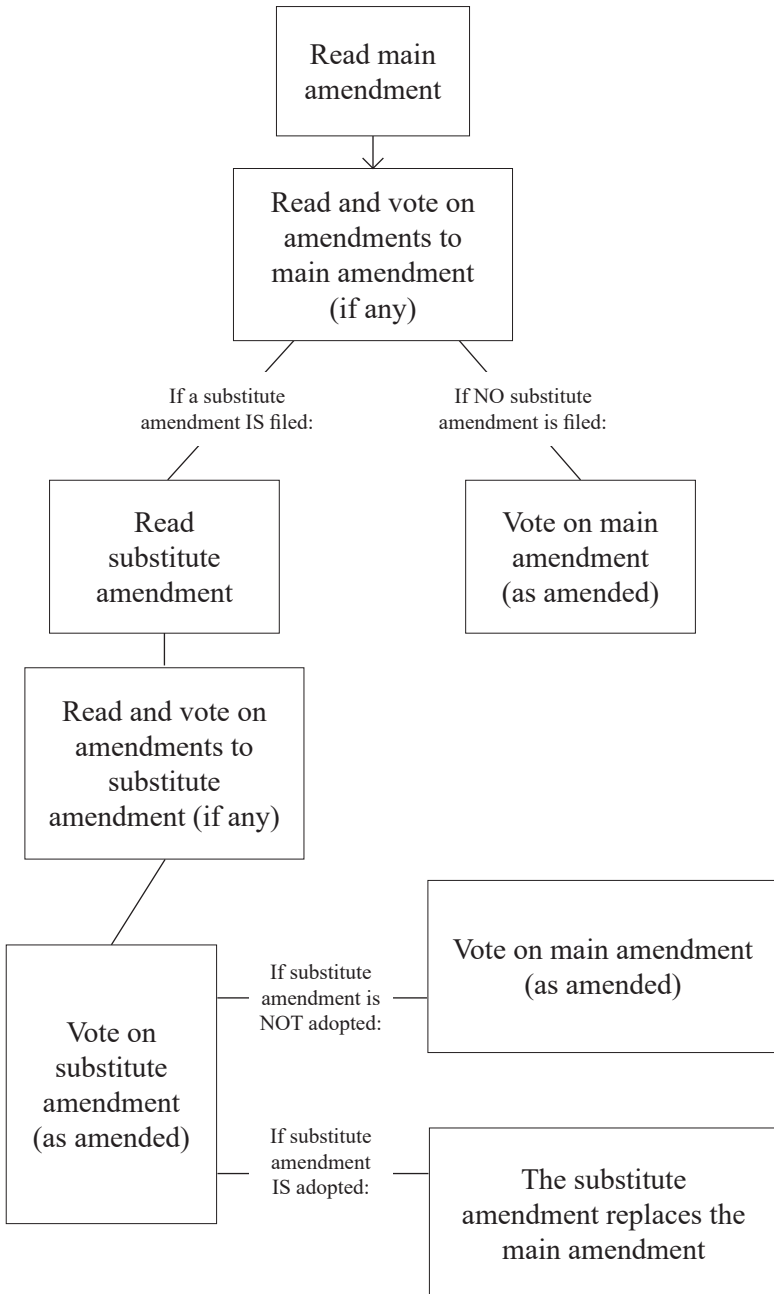 Read main
amendment
Read and vote on
amendments to
main amendment
(if any)
If a substitute
amendment IS filed:
If NO substitute
amendment is filed:
Read
substitute
amendment
Vote on main
amendment
(as amended)
Read and vote on
amendments to
substitute
amendment (if any)
Vote on
substitute
amendment
(as amended)
If substitute
amendment is
NOT adopted:
Vote on main amendment
(as amended)
If substitute
amendment
IS adopted:
The substitute
amendment replaces the
main amendment